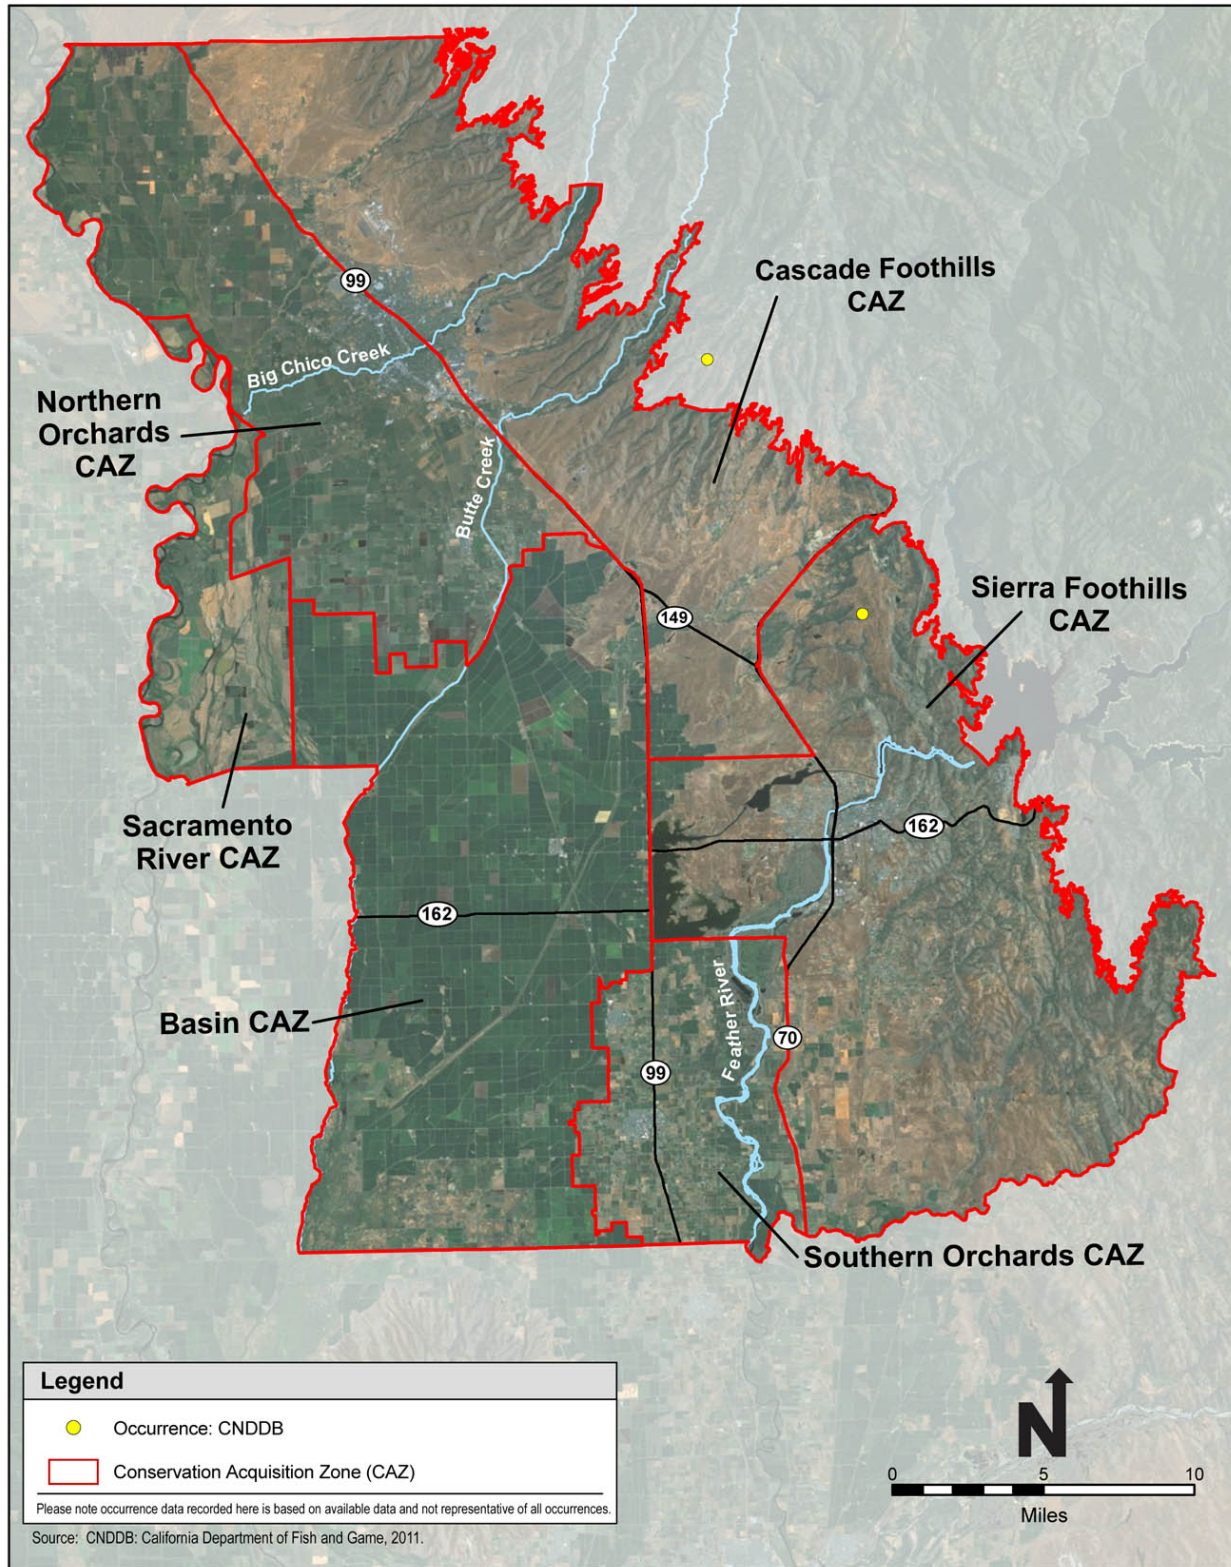 Cascade Foothills
CAZ
99
Big Chico Creek
Northern
Orchards
CAZ
Butte Creek
Sierra Foothills
CAZ
149
Sacramento
River CAZ
162
162
Basin CAZ
Feather River
70
99
Southern Orchards CAZ
Legend
Occurrence: CNDDB
Conservation Acquisition Zone (CAZ)
Please note occurrence data recorded here is based on available data and not representative of all occurrences.
Source: CNDDB: California Department of Fish and Game, 2011.
N
0 5 10
Miles